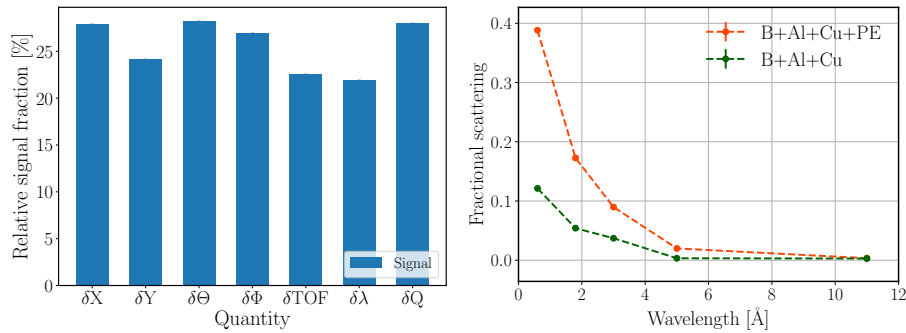 Relative signal fraction [%]
25
20
15
10
5
0
δX δY δΘ δΦ δTOF δλ δQ
Quantity
Signal
Fractional scattering
0.4
0.3
0.2
0.1
0.0
0 2 4 6 8 10 12
Wavelength [Å]
B+Al+Cu+PE
B+Al+Cu